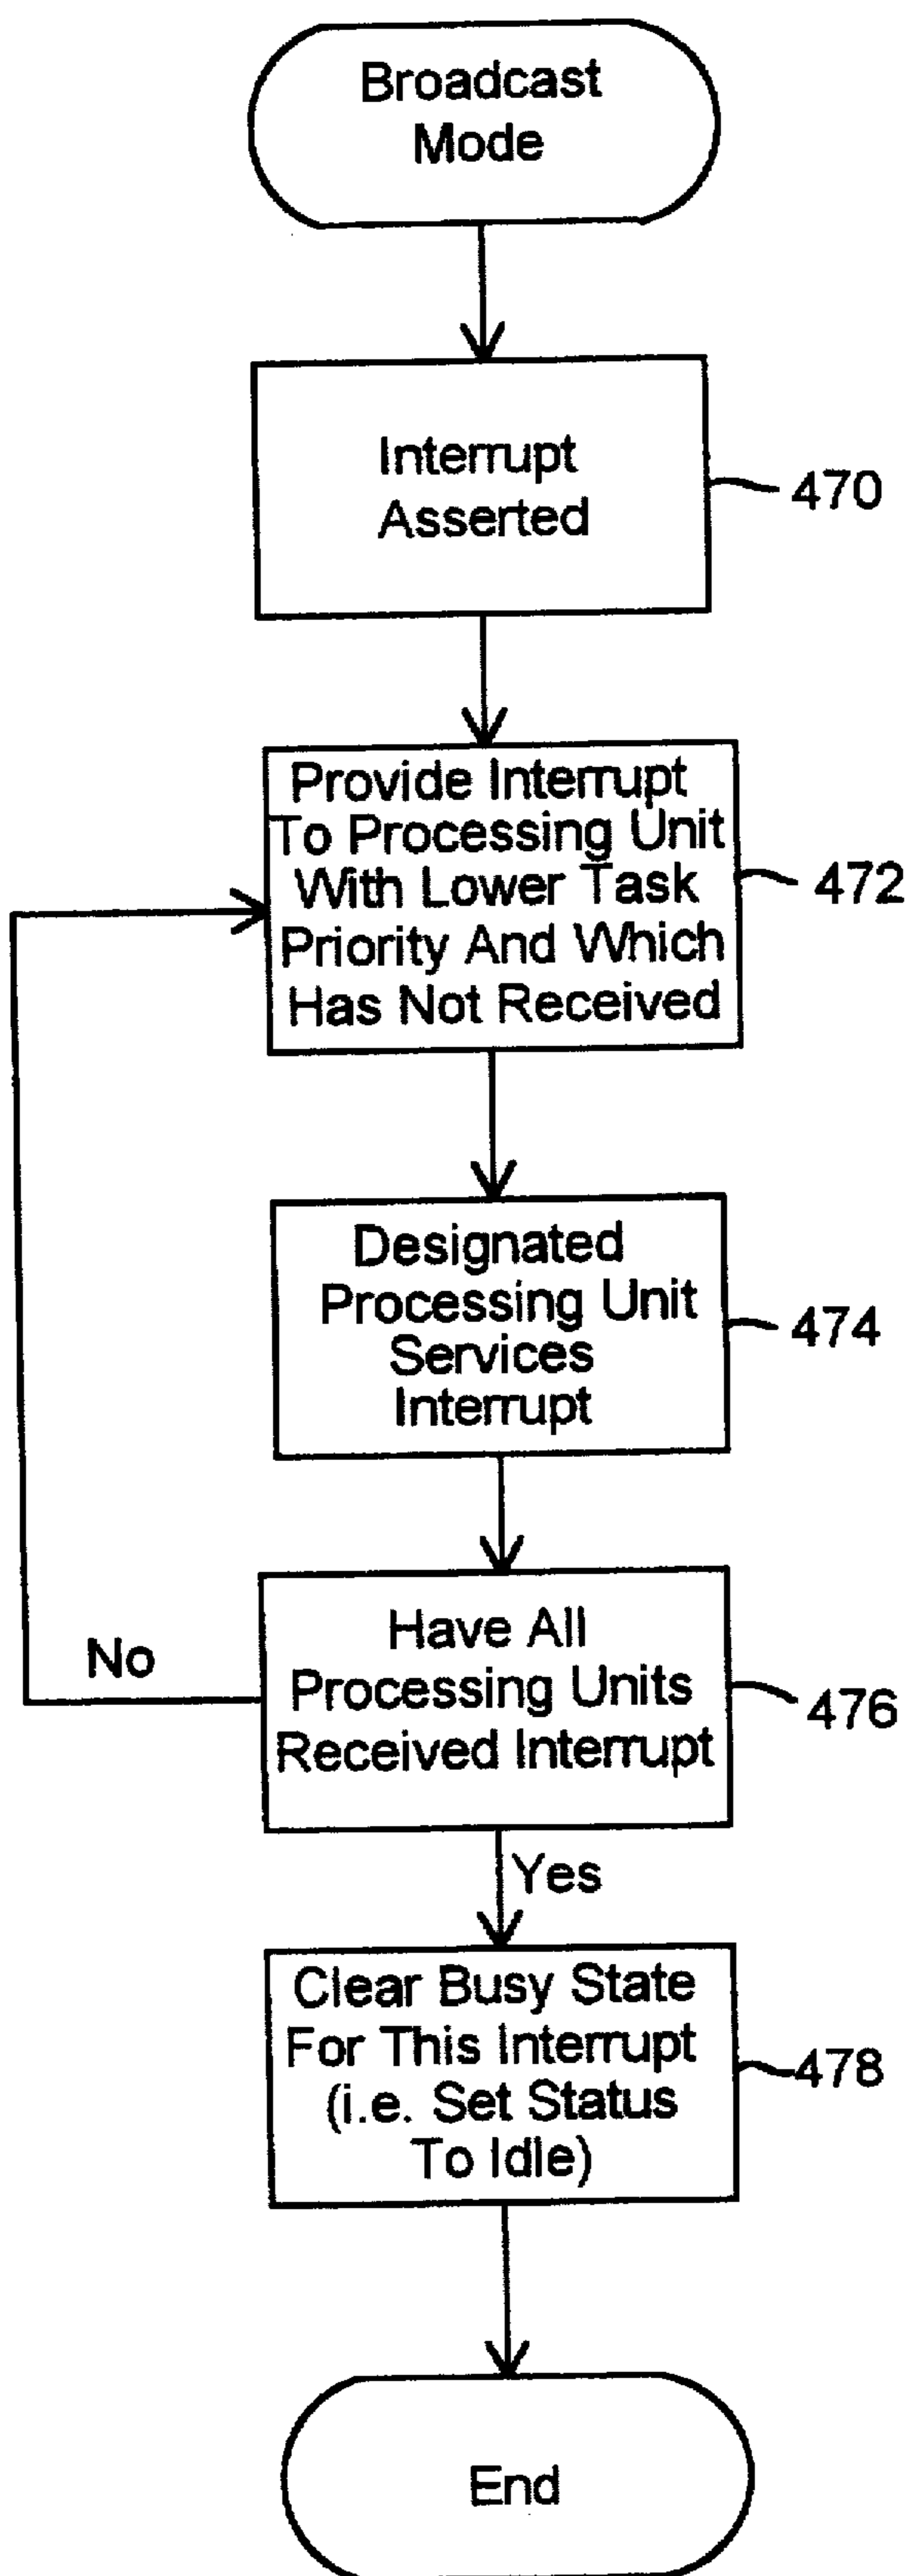 Broadcast
Mode
Interrupt
Asserted
470
Provide Interrupt
To Processing Unit
With Lower Task
Priority And Which
Has Not Received
472
Designated
Processing Unit
Services
Interrupt
474
Have All
Processing Units
Received Interrupt
476
No
Yes
Clear Busy State
For This Interrupt
(i.e. Set Status
To Idle)
478
End